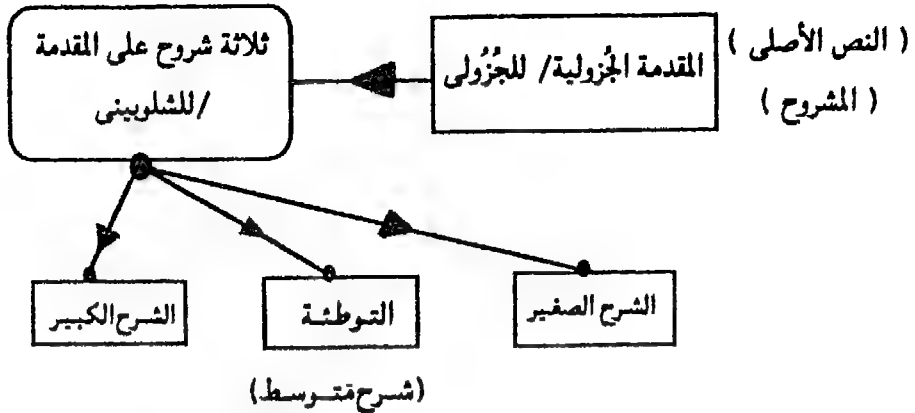 ( النص الأصلى )
( المشروح )
المقدمة الجُزولية/ للجُزُولى
ثلاثة شروح على المقدمة
/للشلوبينى
الشرح الصغير
التوطئة
الشرح الكبير
(شرح متوسط)